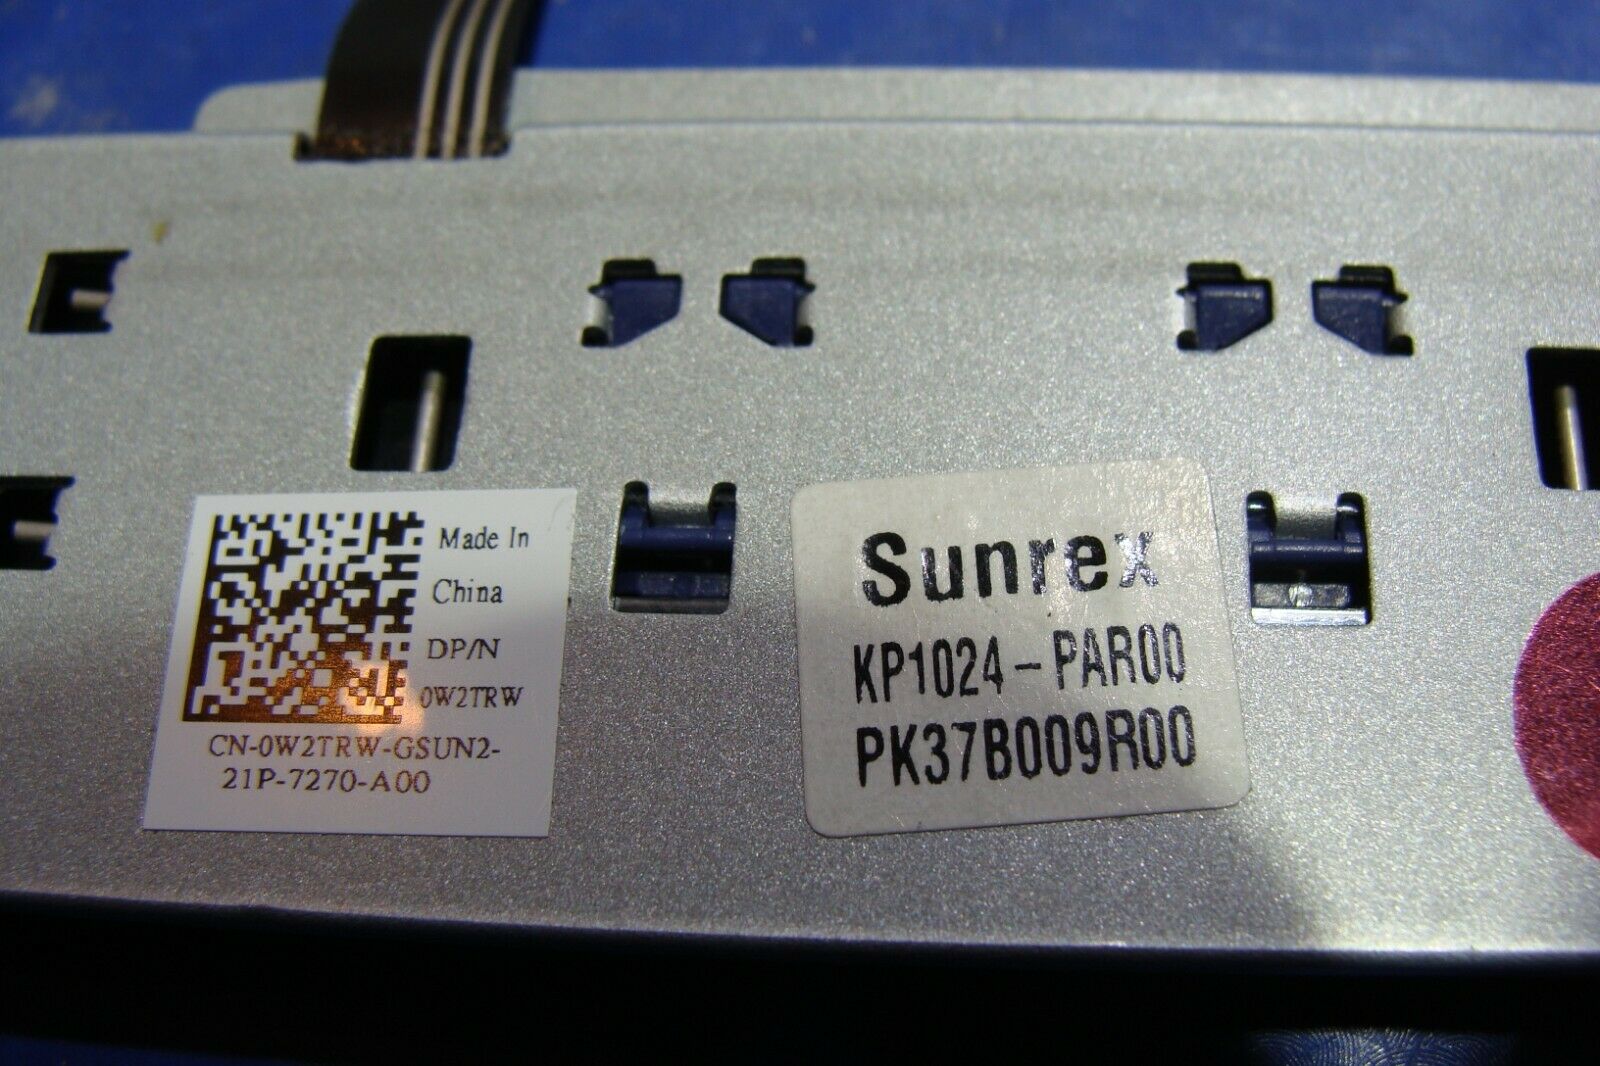 Made In
China
DP/N
0W2TRW
CN-0W2TRW-GSUN2-
21P-7270-A00
Sunrex
KP1024-PAR00
PK37B009R00